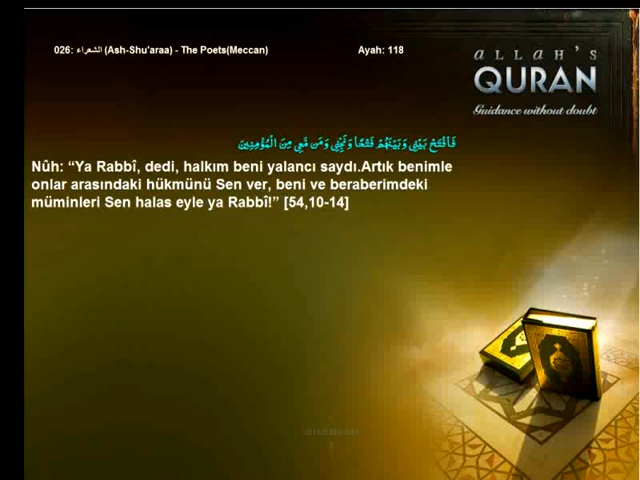 026: الشعراء (Ash-Shu'araa) - The Poets(Meccan) Ayah: 118
ALLAH'S
QURAN
Guidance without doubt
فَافْتَحْ بَيْنِي وَبَيْنَهُمْ فَتْحًا وَنَجِّنِي وَمَن مَّعِي مِنَ الْمُؤْمِنِينَ
Nûh: “Ya Rabbî, dedi, halkım beni yalancı saydı.Artık benimle
onlar arasındaki hükmünü Sen ver, beni ve beraberimdeki
müminleri Sen halas eyle ya Rabbî!” [54,10-14]